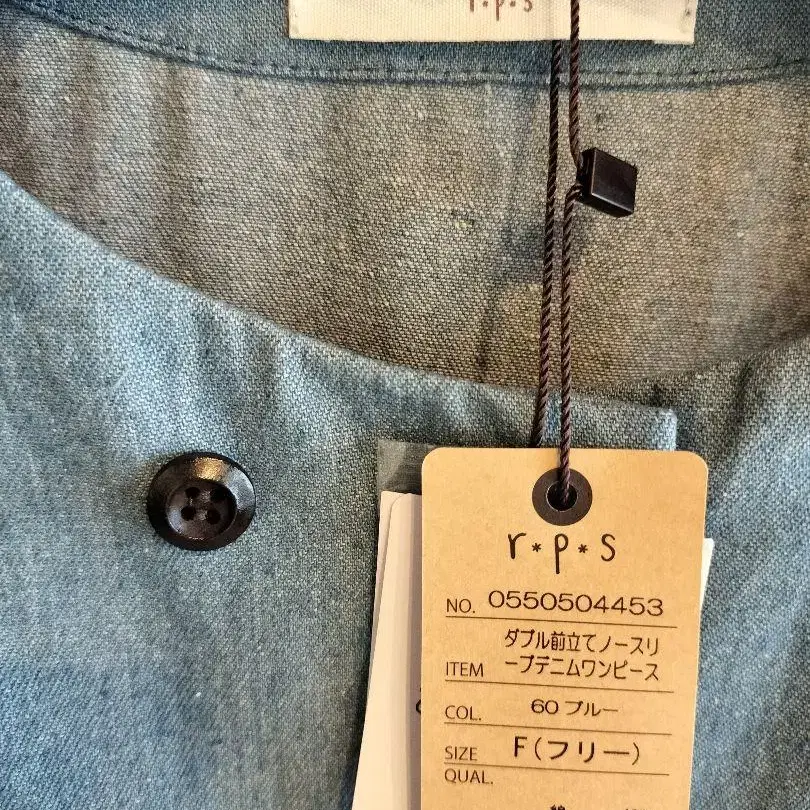 r*p*s
r*p*s
NO. 0550504453
ダブル前立てノースリ
ITEM ーブデニムワンピース
COL. 60 ブルー
SIZE F(フリー)
QUAL.